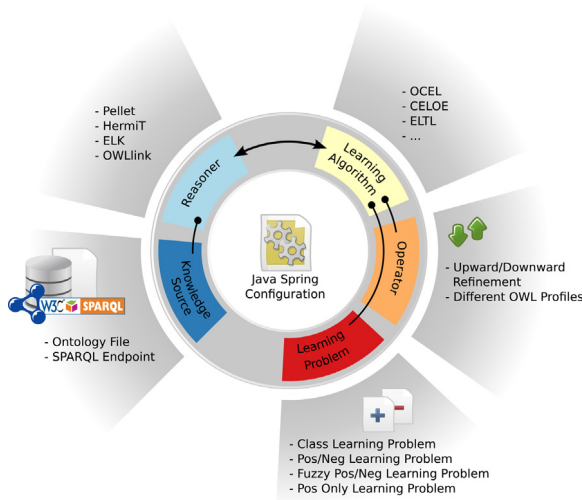 - Pellet
- HermiT
- ELK
- OWLlink
- OCEL
- CELOE
- ELTL
- ...
Reasoner
Learning
Algorithm
Java Spring
Configuration
Knowledge
Source
Operator
Learning
Problem
W3C SPARQL
- Ontology File
- SPARQL Endpoint
- Upward/Downward
Refinement
- Different OWL Profiles
- Class Learning Problem
- Pos/Neg Learning Problem
- Fuzzy Pos/Neg Learning Problem
- Pos Only Learning Problem